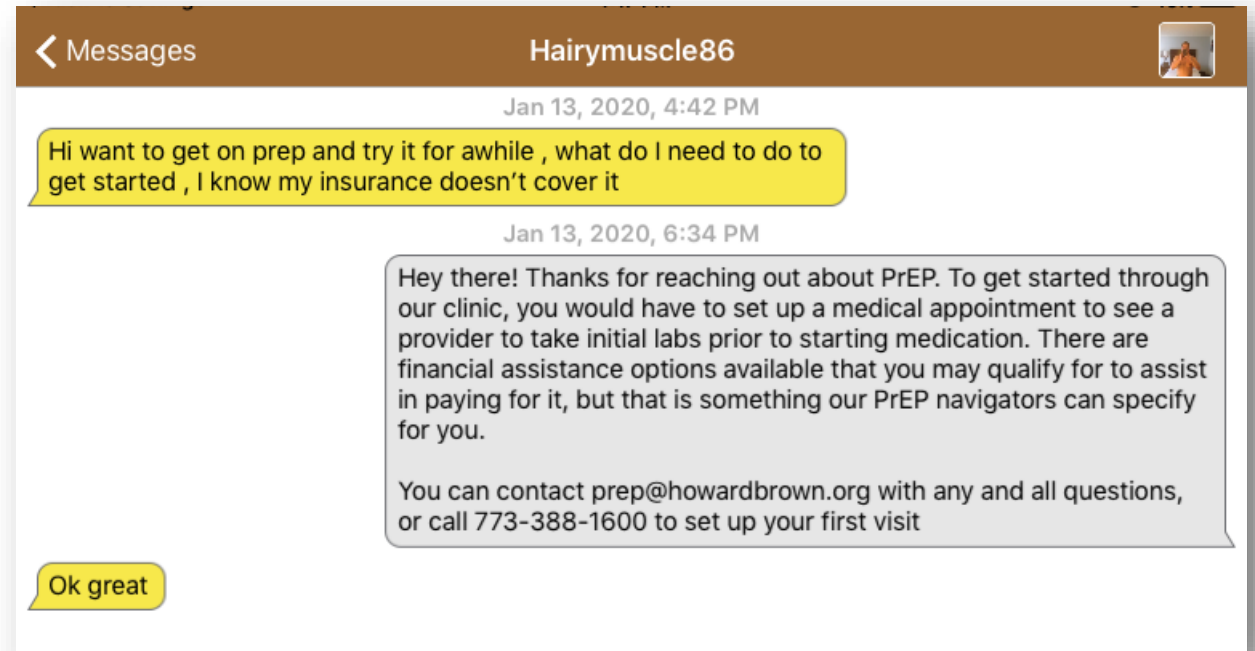 Messages
Hairymuscle86
Jan 13, 2020, 4:42 PM
Hi want to get on prep and try it for awhile , what do I need to do to
get started , I know my insurance doesn’t cover it
Jan 13, 2020, 6:34 PM
Hey there! Thanks for reaching out about PrEP. To get started through
our clinic, you would have to set up a medical appointment to see a
provider to take initial labs prior to starting medication. There are
financial assistance options available that you may qualify for to assist
in paying for it, but that is something our PrEP navigators can specify
for you.
You can contact prep@howardbrown.org with any and all questions,
or call 773-388-1600 to set up your first visit
Ok great